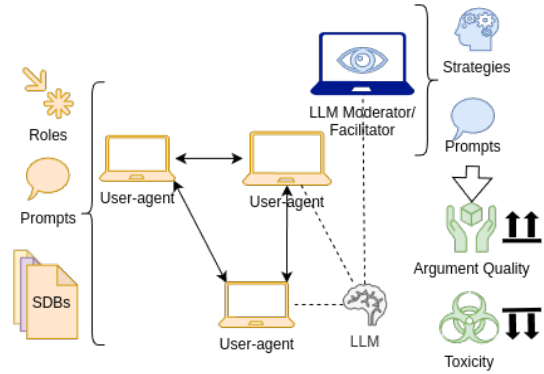 Roles
Prompts
SDBs
User-agent
User-agent
User-agent
LLM Moderator/
Facilitator
LLM
Strategies
Prompts
Argument Quality
Toxicity